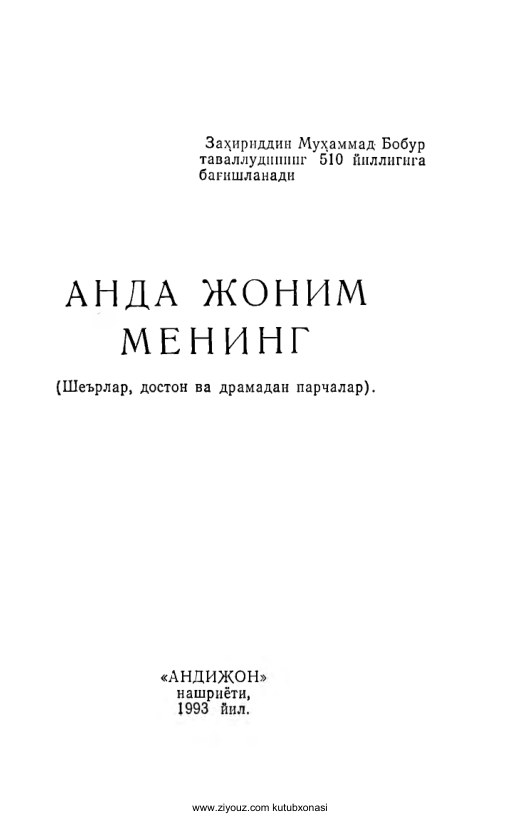 Заҳириддин Муҳаммад Бобур
таваллудининг 510 йиллигига
бағишланади
АНДА ЖОНИМ
МЕНИНГ
(Шеърлар, достон ва драмадан парчалар).
«АНДИЖОН»
нашриёти,
1993 йил.
www.ziyouz.com kutubxonasi